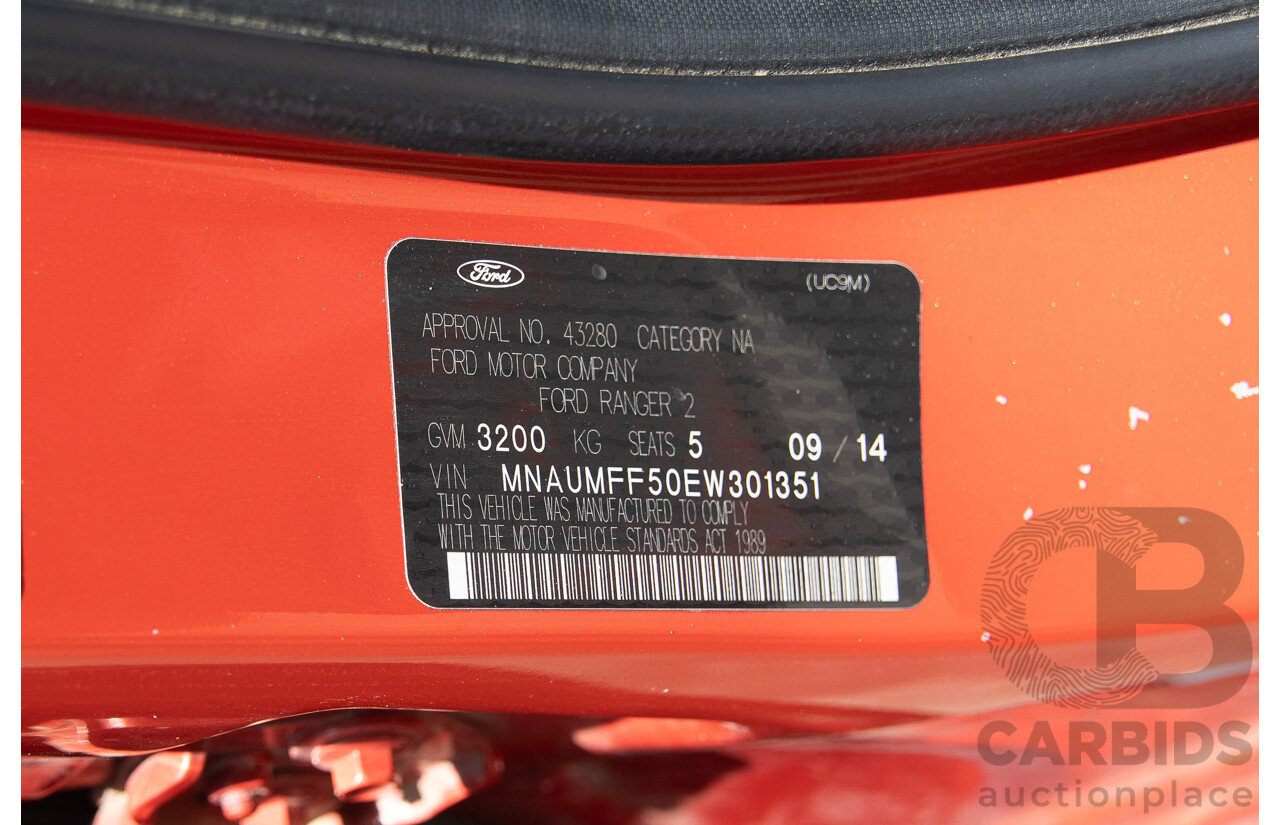 Ford (UC9M)
APPROVAL NO. 43280 CATEGORY NA
FORD MOTOR COMPANY
FORD RANGER 2
GVM 3200 KG SEATS 5 09 / 14
VIN MNAUMFF50EW301351
THIS VEHICLE WAS MANUFACTURED TO COMPLY
WITH THE MOTOR VEHICLE STANDARDS ACT 1989
CB
CARBIDS
auctionplace